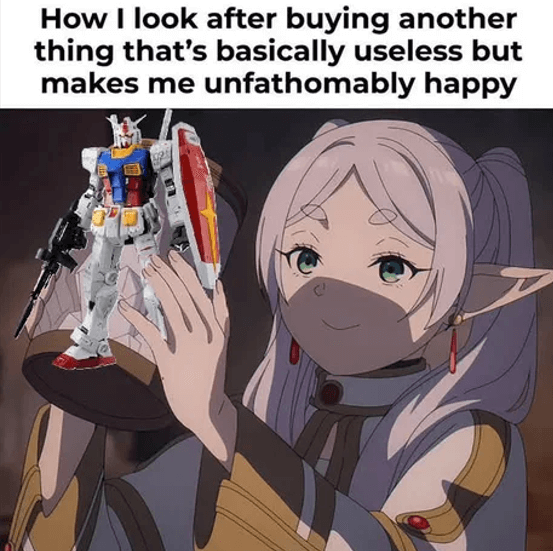 How I look after buying another
thing that's basically useless but
makes me unfathomably happy